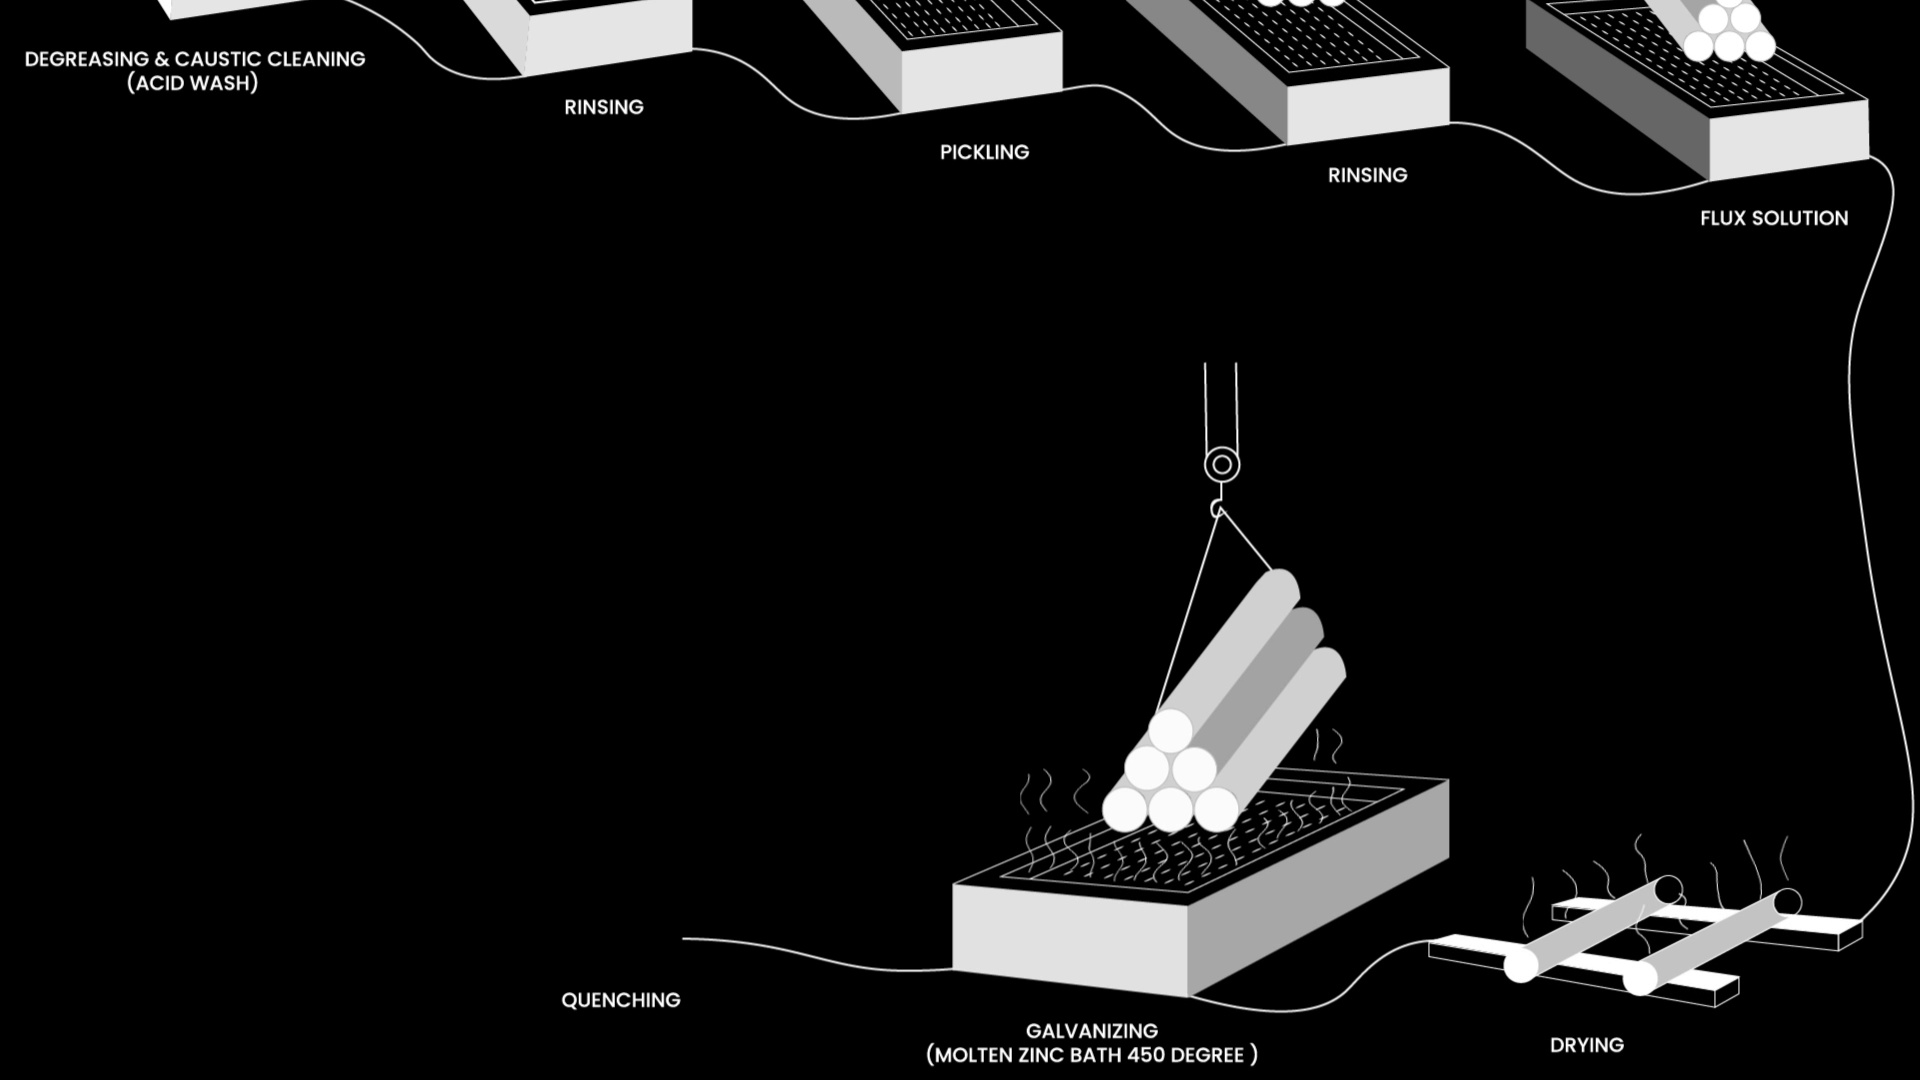 DEGREASING & CAUSTIC CLEANING
(ACID WASH)
RINSING
PICKLING
RINSING
FLUX SOLUTION
QUENCHING
GALVANIZING
(MOLTEN ZINC BATH 450 DEGREE )
DRYING